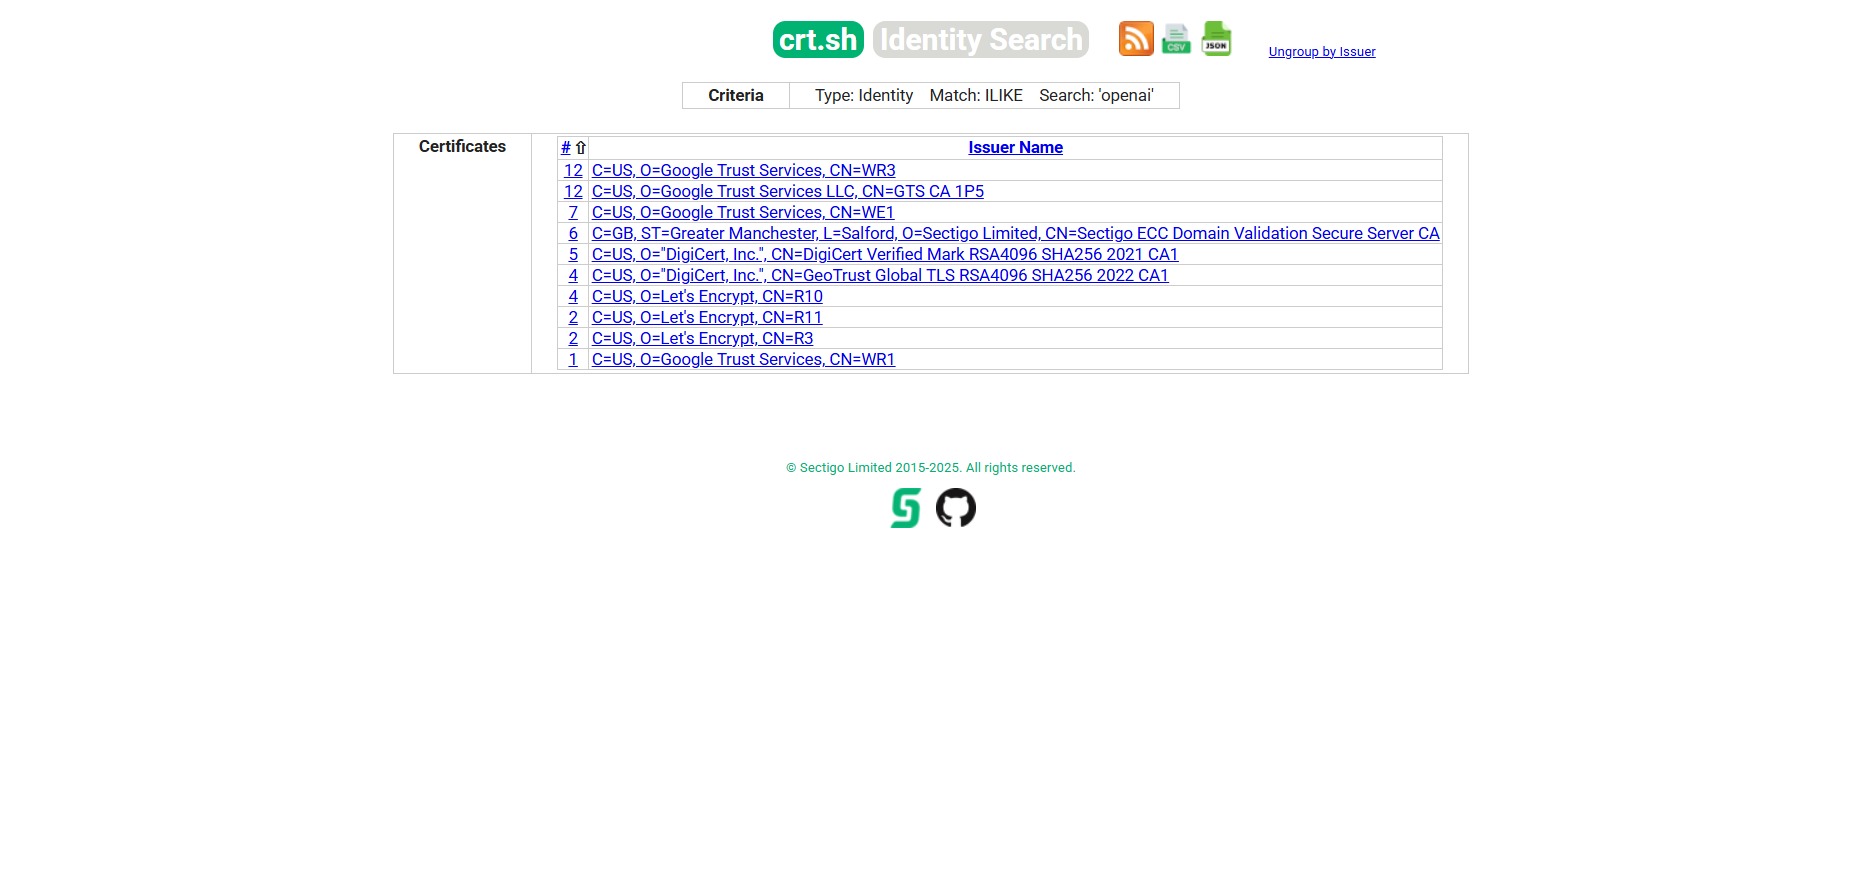 crt.sh Identity Search CSV JSON Ungroup by Issuer
Criteria Type: Identity Match: ILIKE Search: 'openai'
Certificates # ⇧ Issuer Name
12 C=US, O=Google Trust Services, CN=WR3
12 C=US, O=Google Trust Services LLC, CN=GTS CA 1P5
7 C=US, O=Google Trust Services, CN=WE1
6 C=GB, ST=Greater Manchester, L=Salford, O=Sectigo Limited, CN=Sectigo ECC Domain Validation Secure Server CA
5 C=US, O="DigiCert, Inc.", CN=DigiCert Verified Mark RSA4096 SHA256 2021 CA1
4 C=US, O="DigiCert, Inc.", CN=GeoTrust Global TLS RSA4096 SHA256 2022 CA1
4 C=US, O=Let's Encrypt, CN=R10
2 C=US, O=Let's Encrypt, CN=R11
2 C=US, O=Let's Encrypt, CN=R3
1 C=US, O=Google Trust Services, CN=WR1
© Sectigo Limited 2015-2025. All rights reserved.